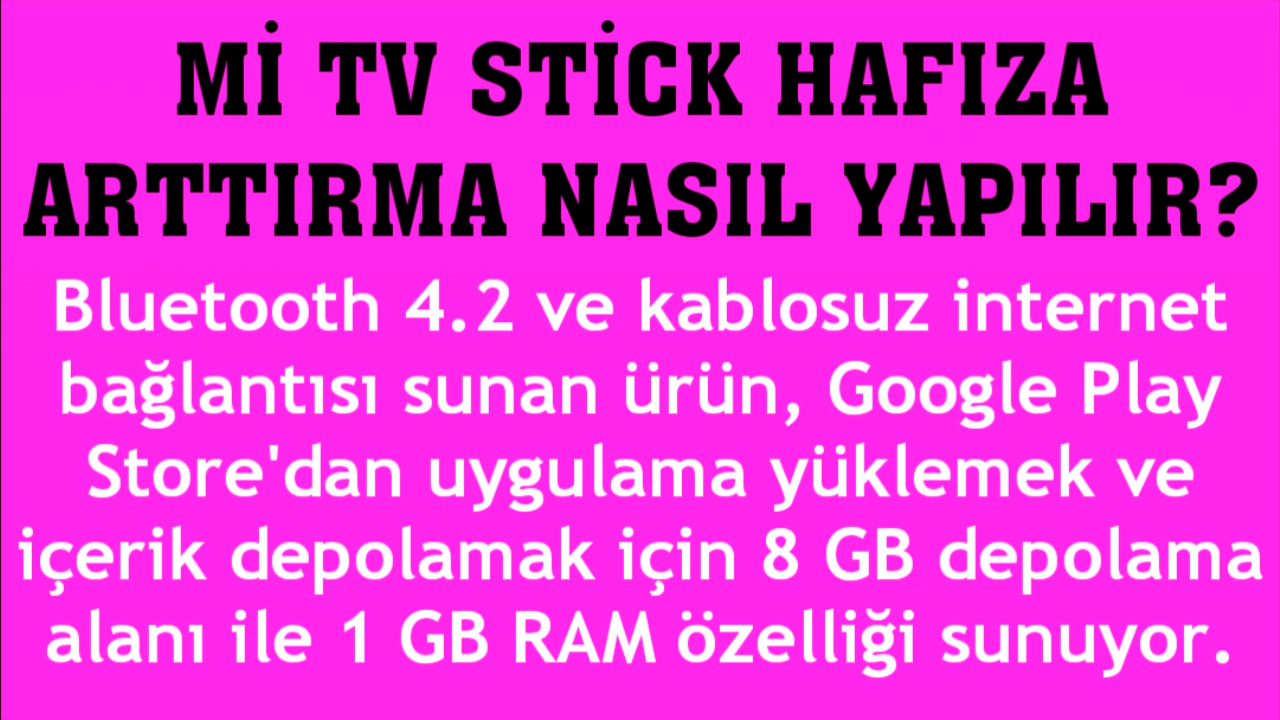 Mİ TV STİCK HAFIZA
ARTTIRMA NASIL YAPILIR?
Bluetooth 4.2 ve kablosuz internet
bağlantısı sunan ürün, Google Play
Store'dan uygulama yüklemek ve
içerik depolamak için 8 GB depolama
alanı ile 1 GB RAM özelliği sunuyor.